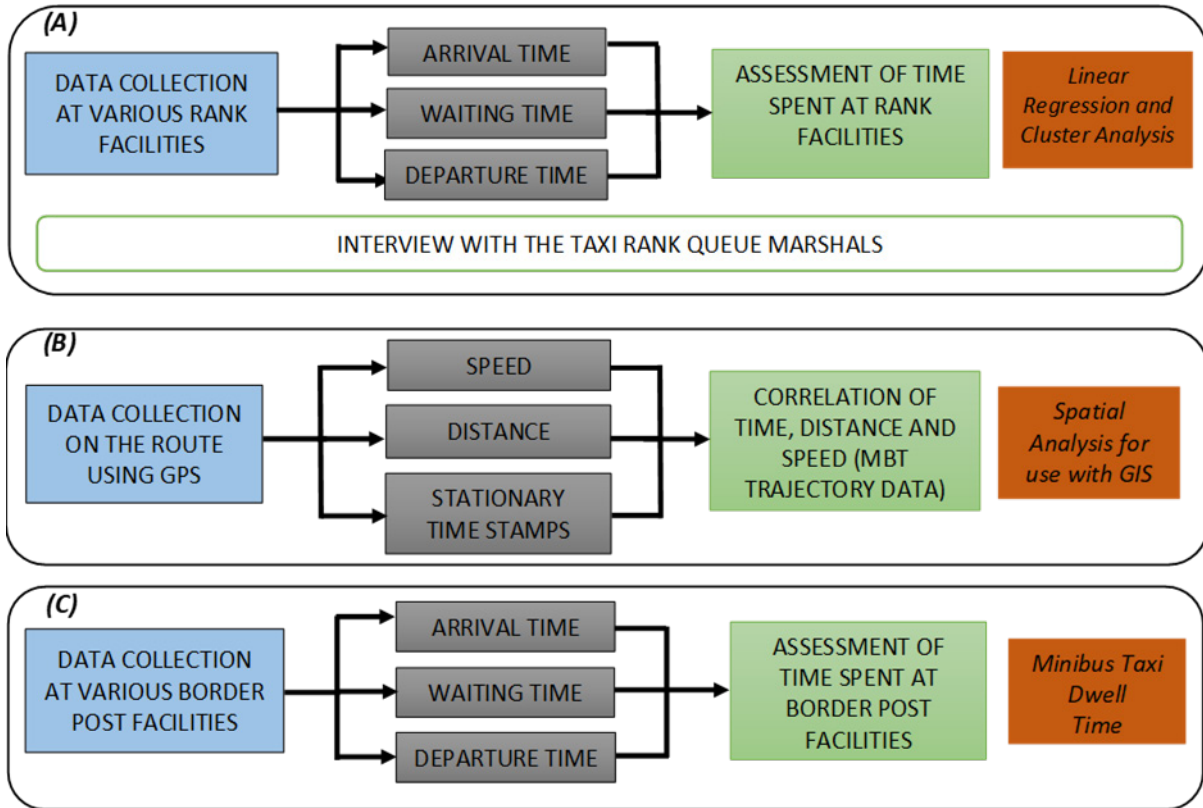 (A)
DATA COLLECTION
AT VARIOUS RANK
FACILITIES
ARRIVAL TIME
WAITING TIME
DEPARTURE TIME
ASSESSMENT OF TIME
SPENT AT RANK
FACILITIES
Linear
Regression and
Cluster Analysis
INTERVIEW WITH THE TAXI RANK QUEUE MARSHALS
(B)
DATA COLLECTION
ON THE ROUTE
USING GPS
SPEED
DISTANCE
STATIONARY
TIME STAMPS
CORRELATION OF
TIME, DISTANCE AND
SPEED (MBT
TRAJECTORY DATA)
Spatial
Analysis for
use with GIS
(C)
DATA COLLECTION
AT VARIOUS BORDER
POST FACILITIES
ARRIVAL TIME
WAITING TIME
DEPARTURE TIME
ASSESSMENT OF
TIME SPENT AT
BORDER POST
FACILITIES
Minibus Taxi
Dwell
Time